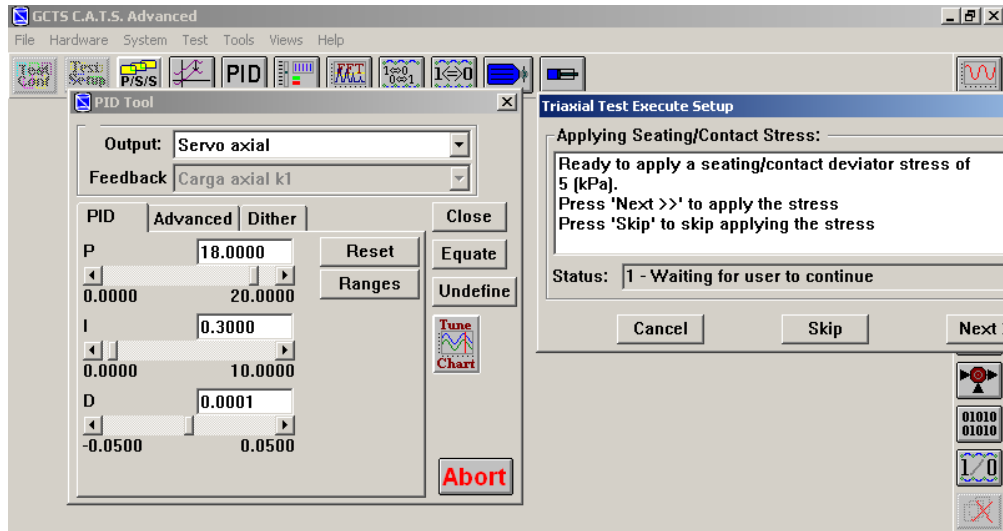 GCTS C.A.T.S. Advanced
File Hardware System Test Tools Views Help
Test Conf
Test Setup
P/S/S
PID
FFT
1⇔0
0⇔1
1⇔0
PID Tool
Output: Servo axial
Feedback Carga axial k1
PID Advanced Dither
P 18.0000
0.0000 20.0000
I 0.3000
0.0000 10.0000
D 0.0001
-0.0500 0.0500
Reset
Ranges
Close
Equate
Undefine
Tune
Chart
Abort
Triaxial Test Execute Setup
Applying Seating/Contact Stress:
Ready to apply a seating/contact deviator stress of
5 (kPa).
Press 'Next >>' to apply the stress
Press 'Skip' to skip applying the stress
Status: 1 - Waiting for user to continue
Cancel Skip Next
01010
01010
1/0